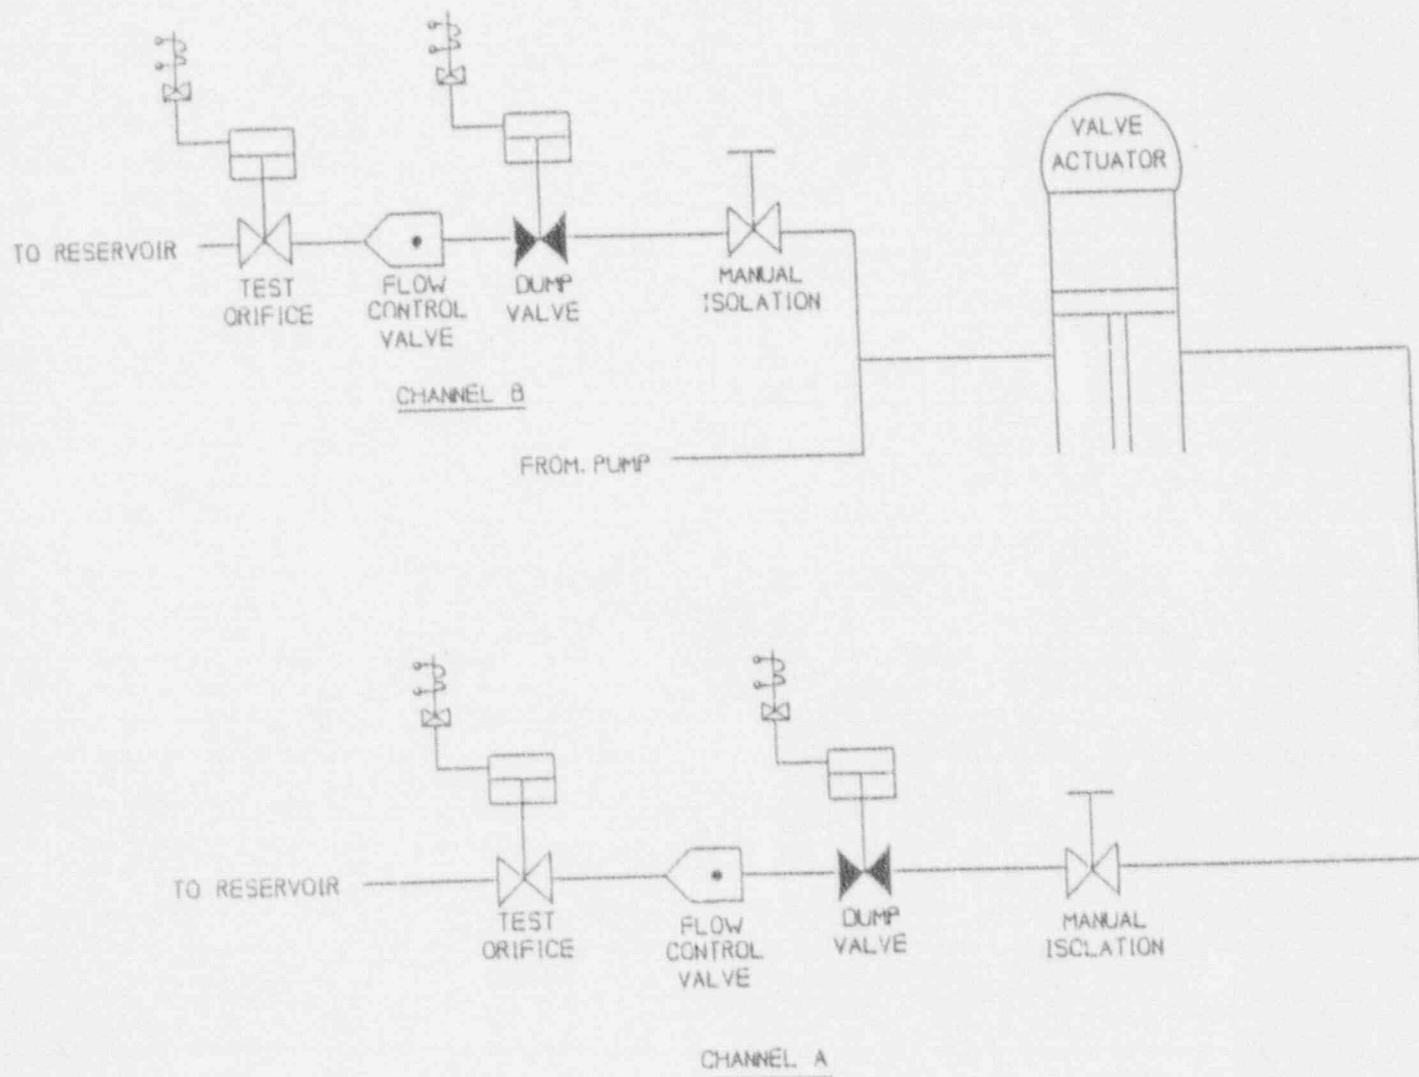 VALVE
ACTUATOR
TO RESERVOIR
TEST
ORIFICE
FLOW
CONTROL
VALVE
DUMP
VALVE
MANUAL
ISOLATION
CHANNEL B
FROM. PUMP
TO RESERVOIR
TEST
ORIFICE
FLOW
CONTROL
VALVE
DUMP
VALVE
MANUAL
ISCLATION
CHANNEL A